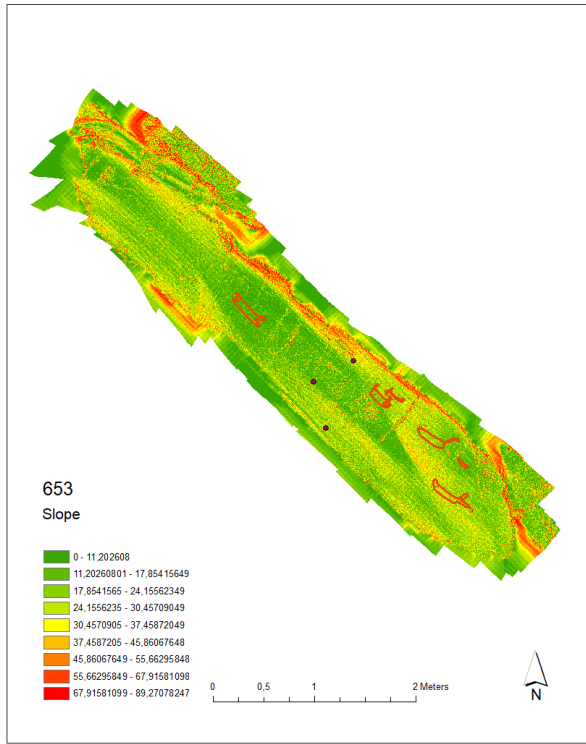 653
Slope
0 - 11,202608
11,20260801 - 17,85415649
17,8541565 - 24,15562349
24,1556235 - 30,45709049
30,4570905 - 37,45872049
37,4587205 - 45,86067648
45,86067649 - 55,66295848
55,66295849 - 67,91581098
67,91581099 - 89,27078247
0 0,5 1 2 Meters
N